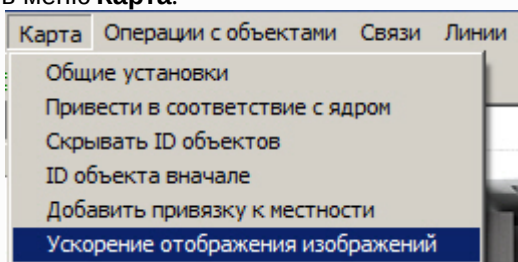 в меню Карта.
Карта Операции с объектами Связи Линии
Общие установки
Привести в соответствие с ядром
Скрывать ID объектов
ID объекта вначале
Добавить привязку к местности
Ускорение отображения изображений